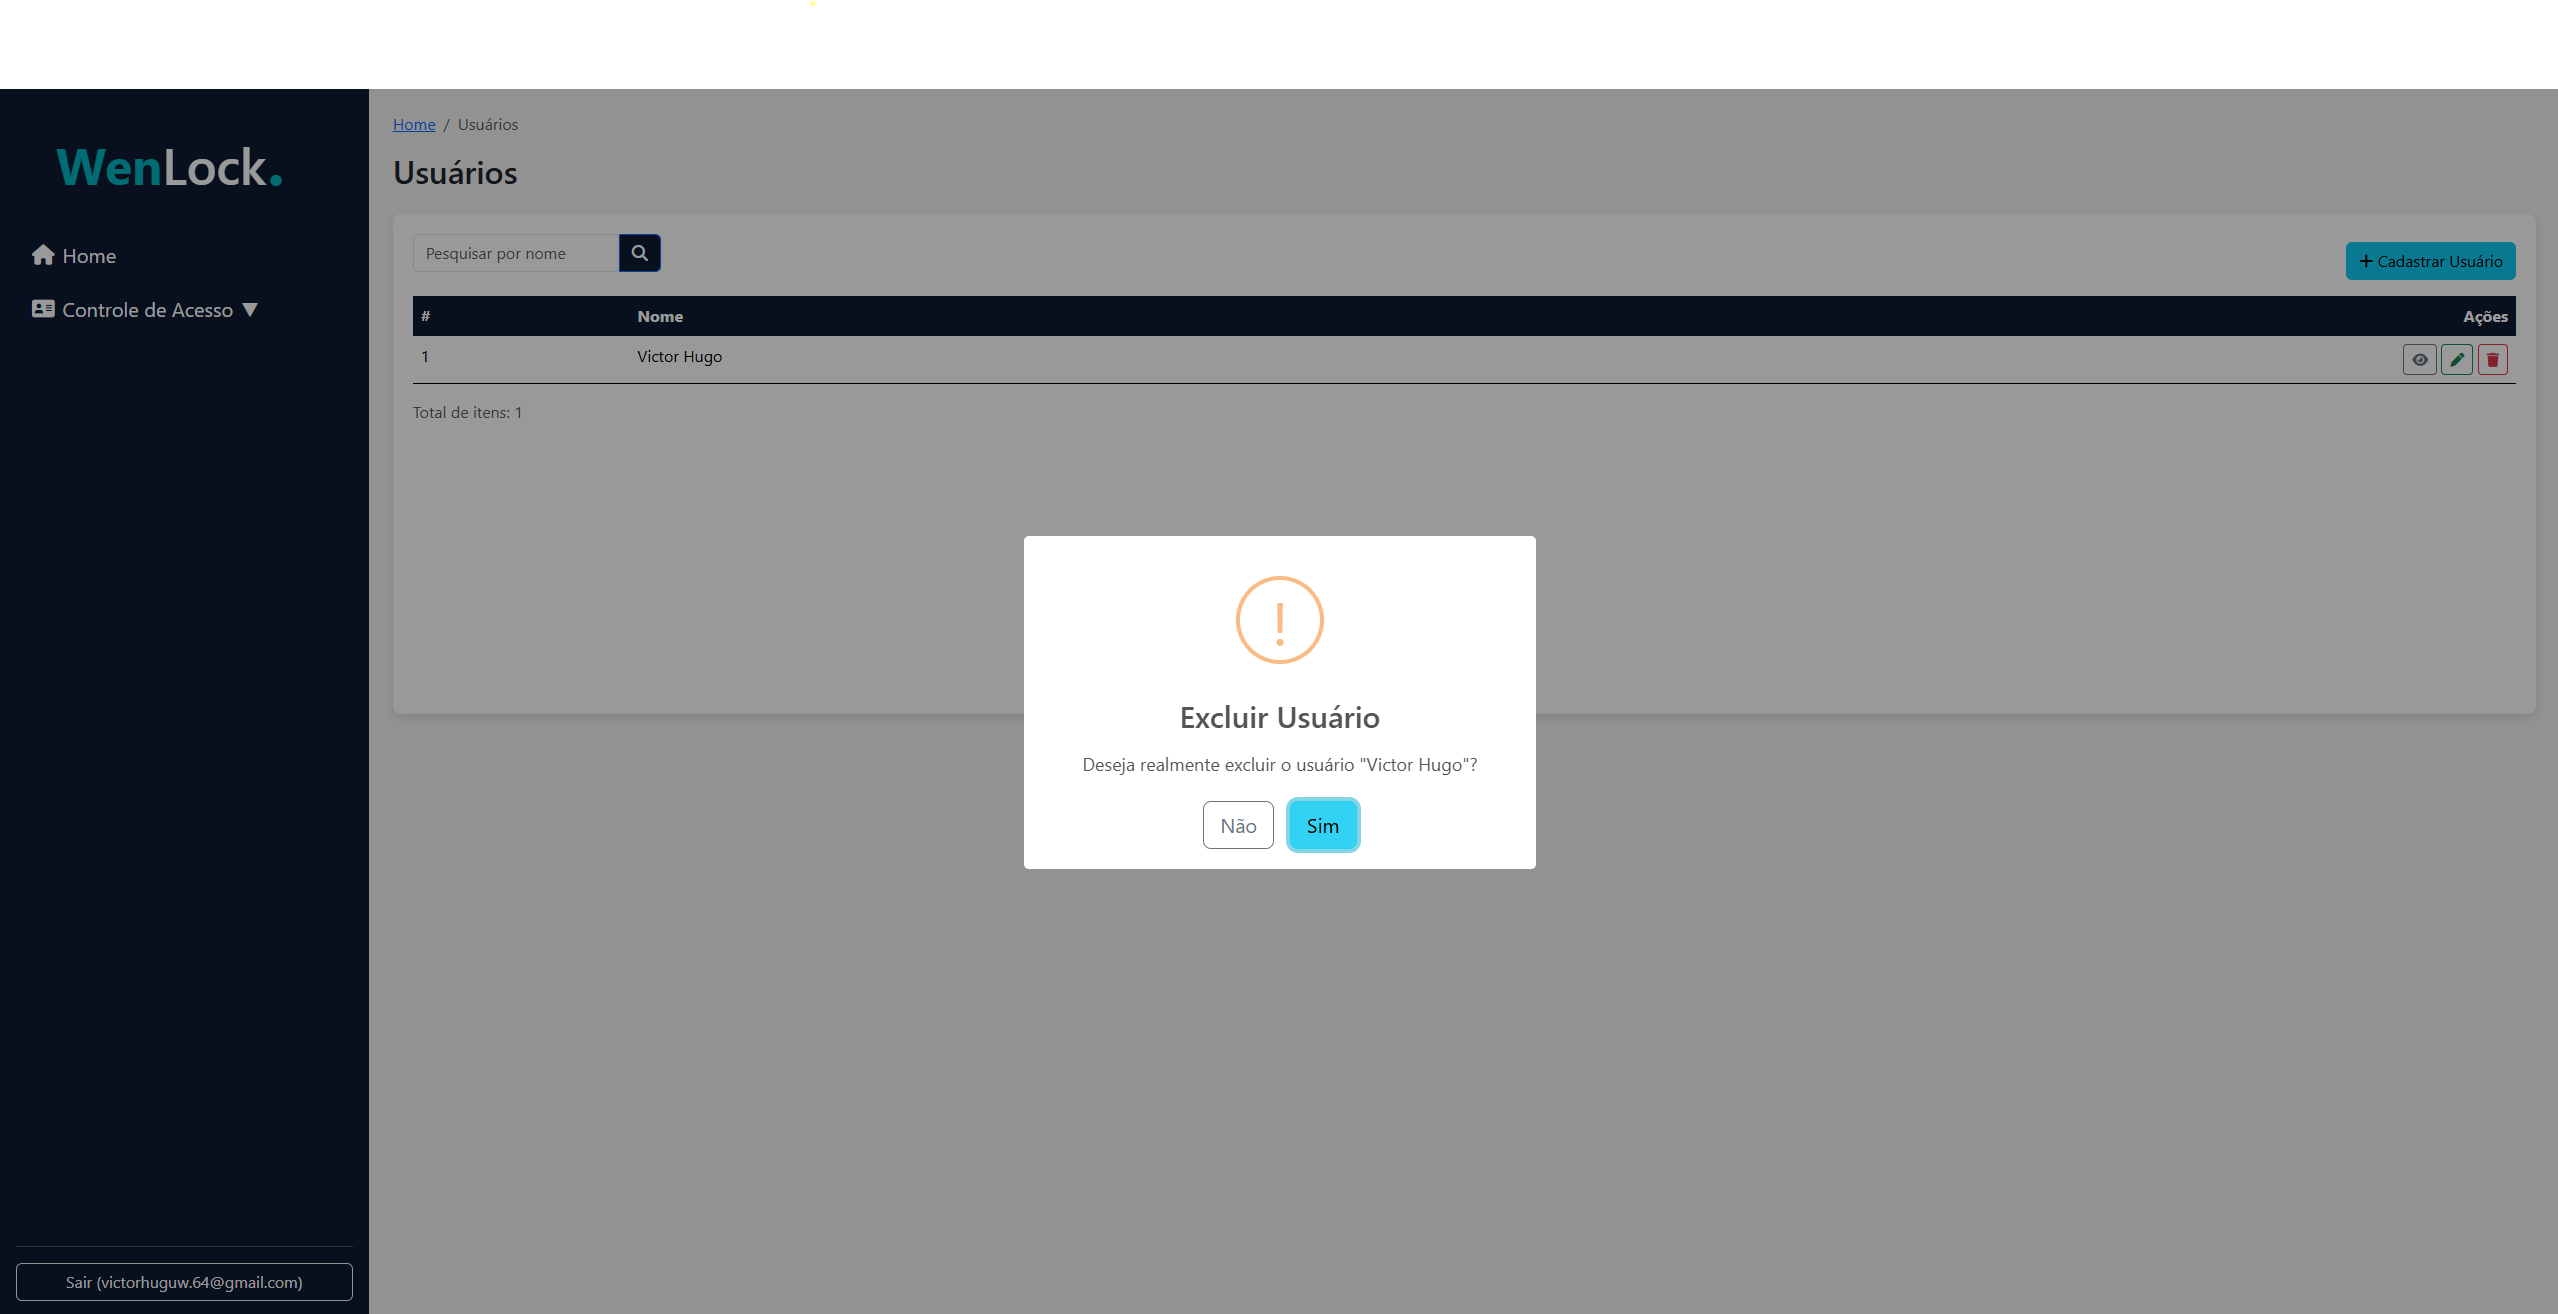 WenLock.
Home
Controle de Acesso ▼
Sair (victorhuguw.64@gmail.com)
Home / Usuários
Usuários
Pesquisar por nome
+ Cadastrar Usuário
# Nome Ações
1 Victor Hugo
Total de itens: 1
!
Excluir Usuário
Deseja realmente excluir o usuário "Victor Hugo"?
Não Sim